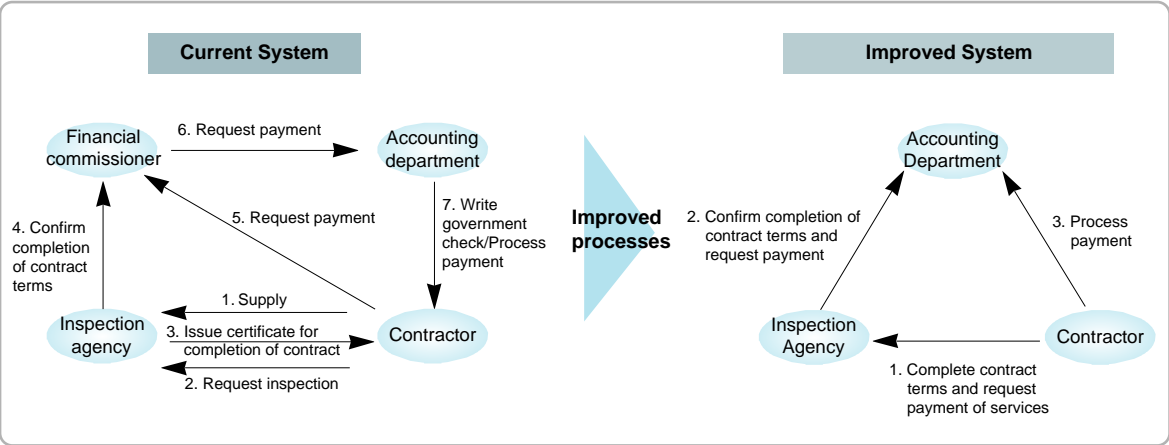 Current System
Financial
commissioner
6. Request payment
Accounting
department
4. Confirm
completion
of contract
terms
5. Request payment
7. Write
government
check/Process
payment
1. Supply
Inspection
agency
3. Issue certificate for
completion of contract
Contractor
2. Request inspection
Improved
processes
Improved System
Accounting
Department
2. Confirm completion of
contract terms and
request payment
3. Process
payment
Inspection
Agency
Contractor
1. Complete contract
terms and request
payment of services